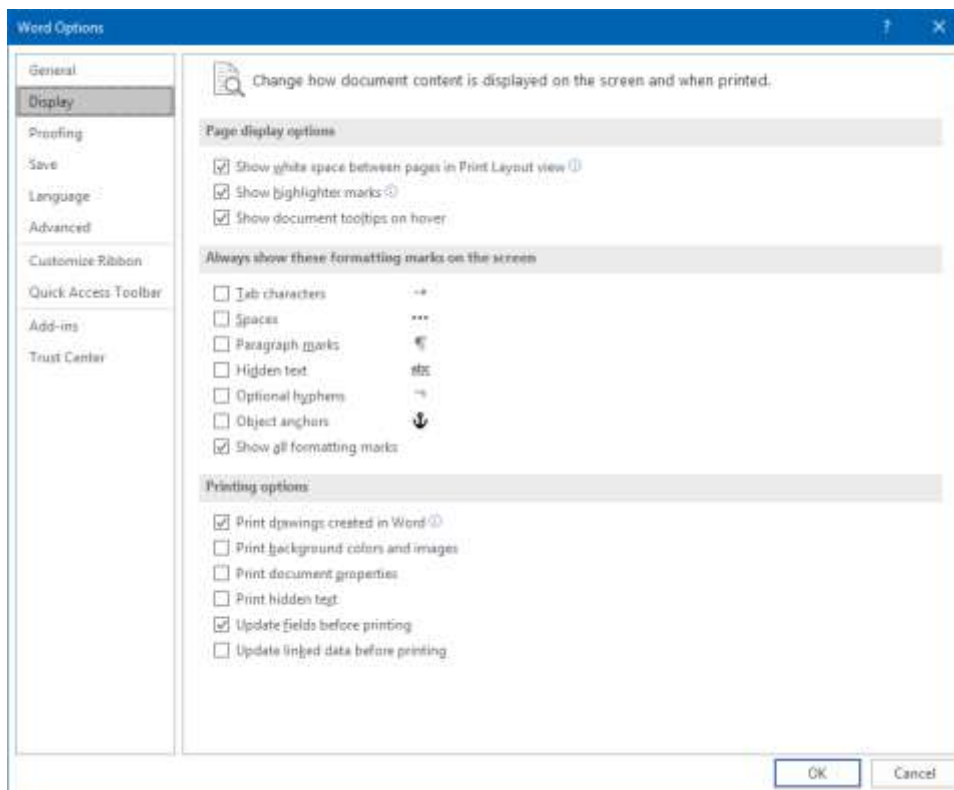 Word Options
General
Display
Proofing
Save
Language
Advanced
Customize Ribbon
Quick Access Toolbar
Add-ins
Trust Center
Change how document content is displayed on the screen and when printed.
Page display options
Show white space between pages in Print Layout view
Show highlighter marks
Show document tooltips on hover
Always show these formatting marks on the screen
Tab characters →
Spaces ···
Paragraph marks ¶
Hidden text abc
Optional hyphens ¬
Object anchors
Show all formatting marks
Printing options
Print drawings created in Word
Print background colors and images
Print document properties
Print hidden text
Update fields before printing
Update linked data before printing
OK Cancel